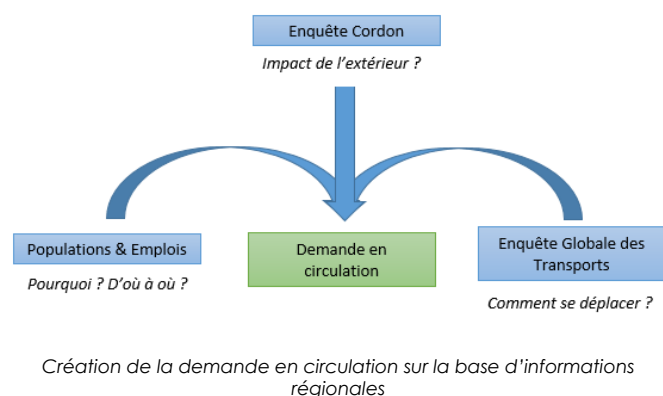 Enquête Cordon
Impact de l’extérieur ?
Populations & Emplois
Pourquoi ? D’où à où ?
Demande en
circulation
Enquête Globale des
Transports
Comment se déplacer ?
Création de la demande en circulation sur la base d’informations
régionales